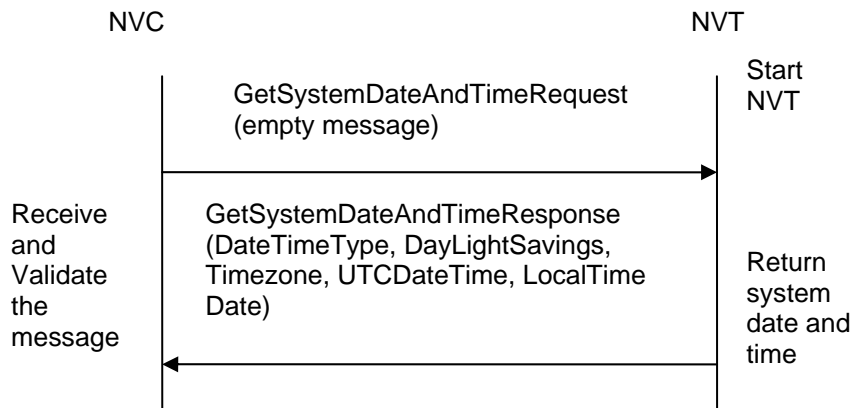 NVC
NVT
Start
NVT
GetSystemDateAndTimeRequest
(empty message)
Receive
and
Validate
the
message
GetSystemDateAndTimeResponse
(DateTimeType, DayLightSavings,
Timezone, UTCDateTime, LocalTime
Date)
Return
system
date and
time